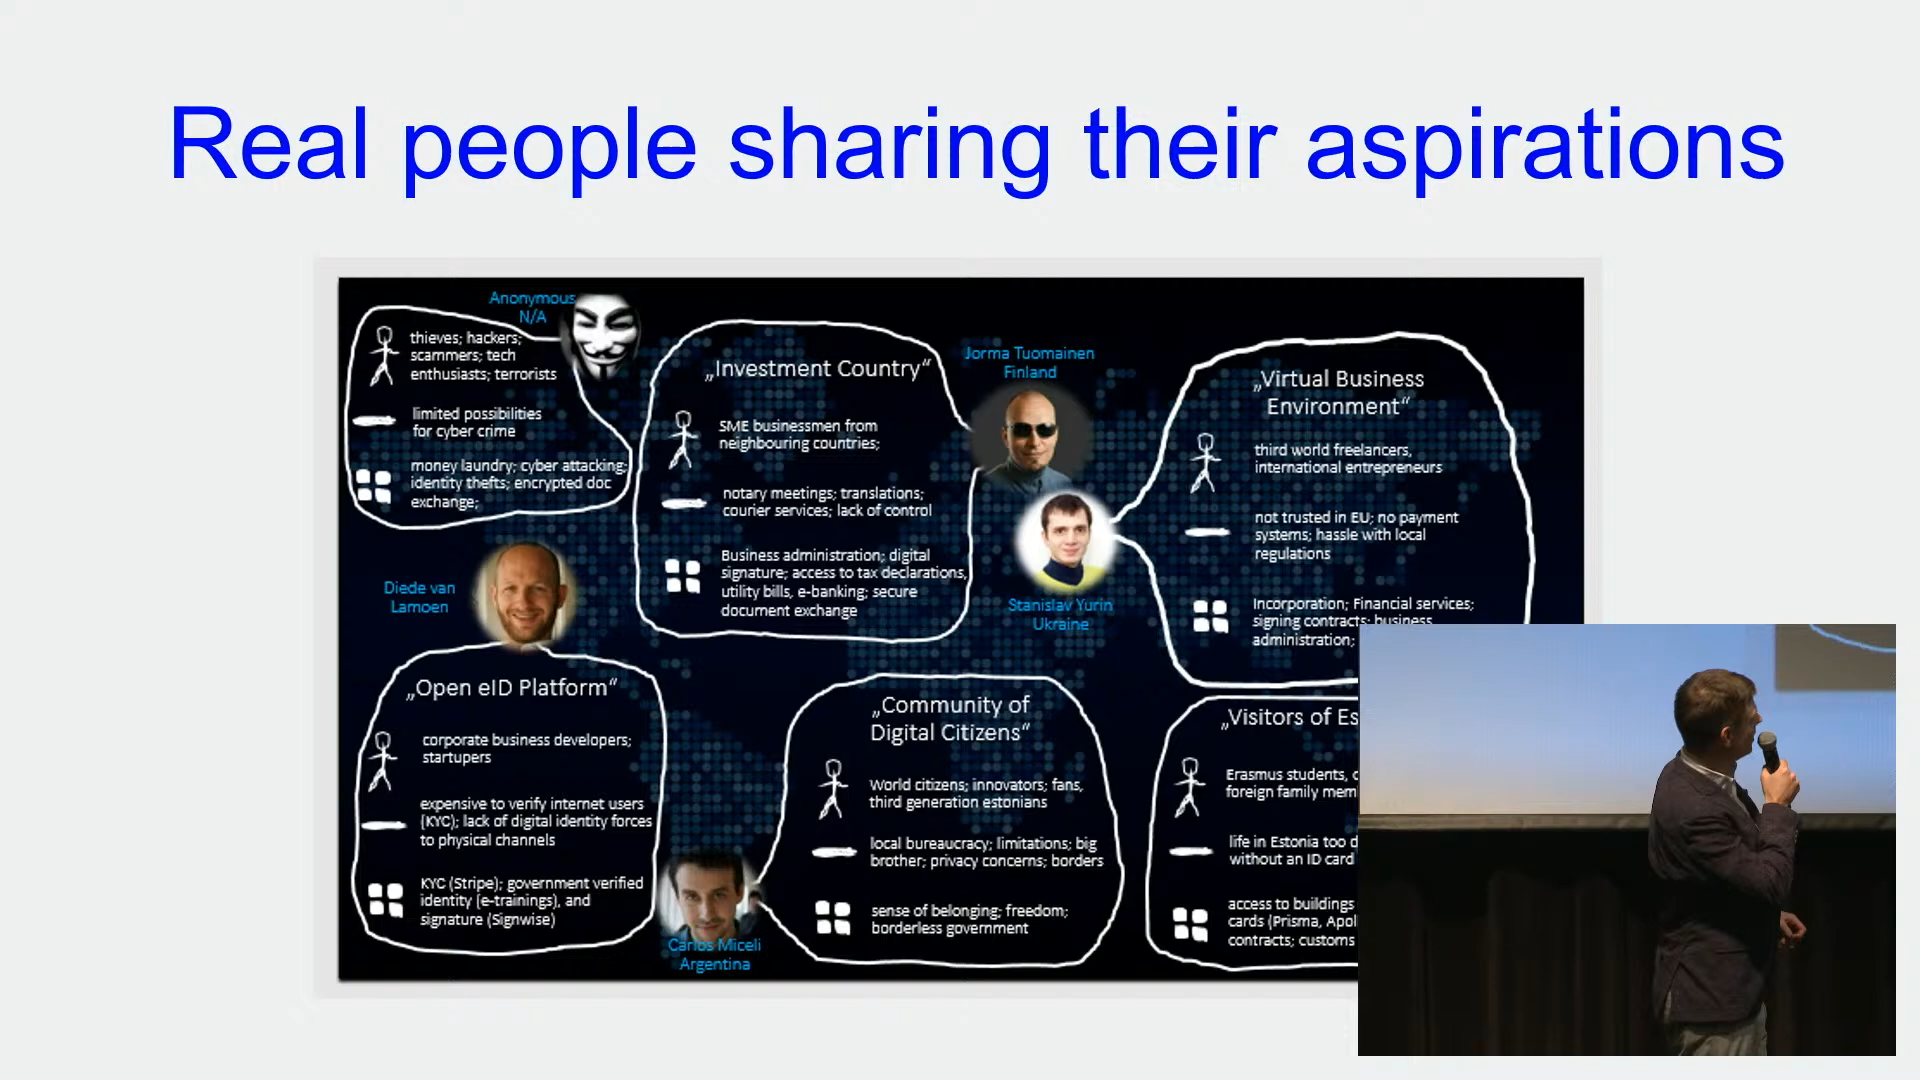 Real people sharing their aspirations
Anonymous
N/A
thieves; hackers;
scammers; tech
enthusiasts; terrorists
limited possibilities
for cyber crime
money laundry; cyber attacking;
identity thefts; encrypted doc
exchange;
„Investment Country“
SME businessmen from
neighbouring countries;
notary meetings; translations;
courier services; lack of control
Business administration; digital
signature; access to tax declarations,
utility bills, e-banking; secure
document exchange
Jorma Tuomainen
Finland
Stanislav Yurin
Ukraine
„Virtual Business
Environment“
third world freelancers,
international entrepreneurs
not trusted in EU; no payment
systems; hassle with local
regulations
Incorporation; Financial services;
signing contracts; business
administration;
Diede van
Lamoen
„Open eID Platform“
corporate business developers;
startupers
expensive to verify internet users
(KYC); lack of digital identity forces
to physical channels
KYC (Stripe); government verified
identity (e-trainings), and
signature (Signwise)
Carlos Miceli
Argentina
„Community of
Digital Citizens“
World citizens; innovators; fans,
third generation estonians
local bureaucracy; limitations; big
brother; privacy concerns; borders
sense of belonging; freedom;
borderless government
„Visitors of Es
Erasmus students,
foreign family mem
life in Estonia too d
without an ID card
access to buildings
cards (Prisma, Apol
contracts; customs